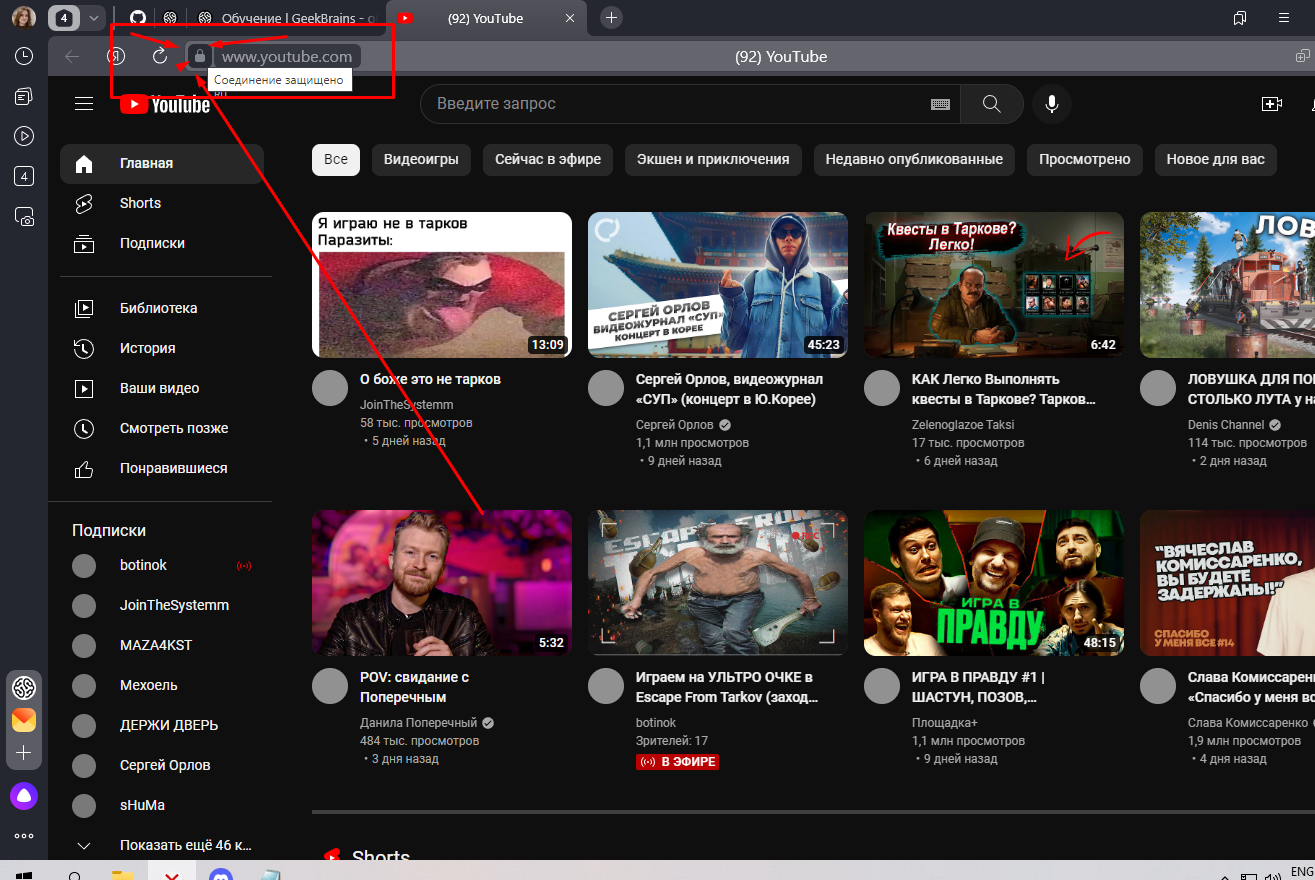 4
Обучение | GeekBrains -
(92) YouTube
Я
www.youtube.com
(92) YouTube
Соединение защищено
YouTube
RU
Введите запрос
4
Главная
Shorts
Подписки
Библиотека
История
Ваши видео
Смотреть позже
Понравившиеся
Подписки
botinok
JoinTheSystemm
MAZA4KST
Мехоель
ДЕРЖИ ДВЕРЬ
Сергей Орлов
sHuMa
Показать ещё 46 к...
Все
Видеоигры
Сейчас в эфире
Экшен и приключения
Недавно опубликованные
Просмотрено
Новое для вас
Я играю не в тарков
Паразиты:
13:09
О боже это не тарков
JoinTheSystemm
58 тыс. просмотров
• 5 дней назад
СЕРГЕЙ ОРЛОВ
ВИДЕОЖУРНАЛ «СУП»
КОНЦЕРТ В КОРЕЕ
45:23
Сергей Орлов, видеожурнал
«СУП» (концерт в Ю.Корее)
Сергей Орлов
1,1 млн просмотров
• 9 дней назад
Квесты в Таркове?
Легко!
6:42
КАК Легко Выполнять
квесты в Таркове? Тарков...
Zelenoglazoe Taksi
17 тыс. просмотров
• 6 дней назад
ЛОВ
ЛОВУШКА ДЛЯ ПО
СТОЛЬКО ЛУТА у на
Denis Channel
114 тыс. просмотров
• 2 дня назад
5:32
POV: свидание с
Поперечным
Данила Поперечный
484 тыс. просмотров
• 3 дня назад
ESCAPE FROM
Играем на УЛЬТРО ОЧКЕ в
Escape From Tarkov (заход...
botinok
Зрителей: 17
В ЭФИРЕ
ИГРА В
ПРАВДУ
48:15
ИГРА В ПРАВДУ #1 |
ШАСТУН, ПОЗОВ,...
Площадка+
1,1 млн просмотров
• 9 дней назад
"ВЯЧЕСЛАВ
КОМИССАРЕНКО,
ВЫ БУДЕТЕ
ЗАДЕРЖАНЫ!"
СПАСИБО
У МЕНЯ ВСЕ #14
Слава Комиссарен
«Спасибо у меня вс
Слава Комиссаренко
1,9 млн просмотров
• 4 дня назад
Shorts
ENG